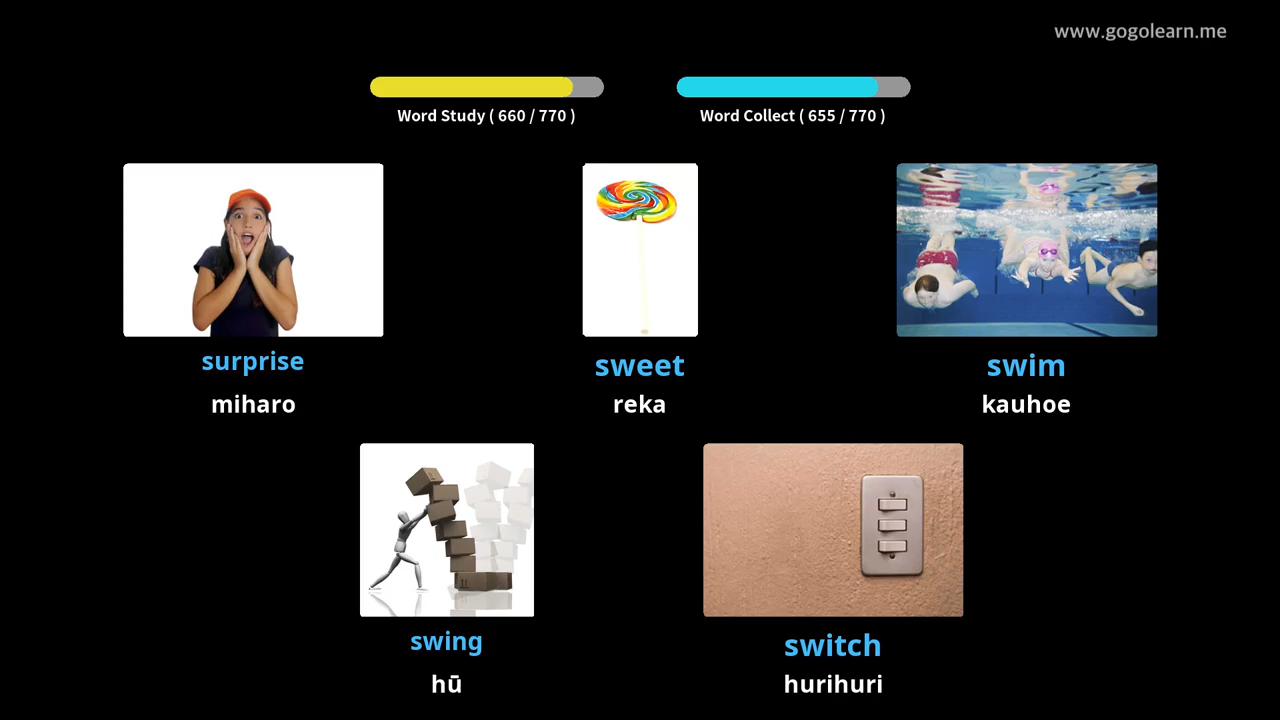 www.gogolearn.me
Word Study ( 660 / 770 )
Word Collect ( 655 / 770 )
surprise
miharo
sweet
reka
swim
kauhoe
swing
hū
switch
hurihuri